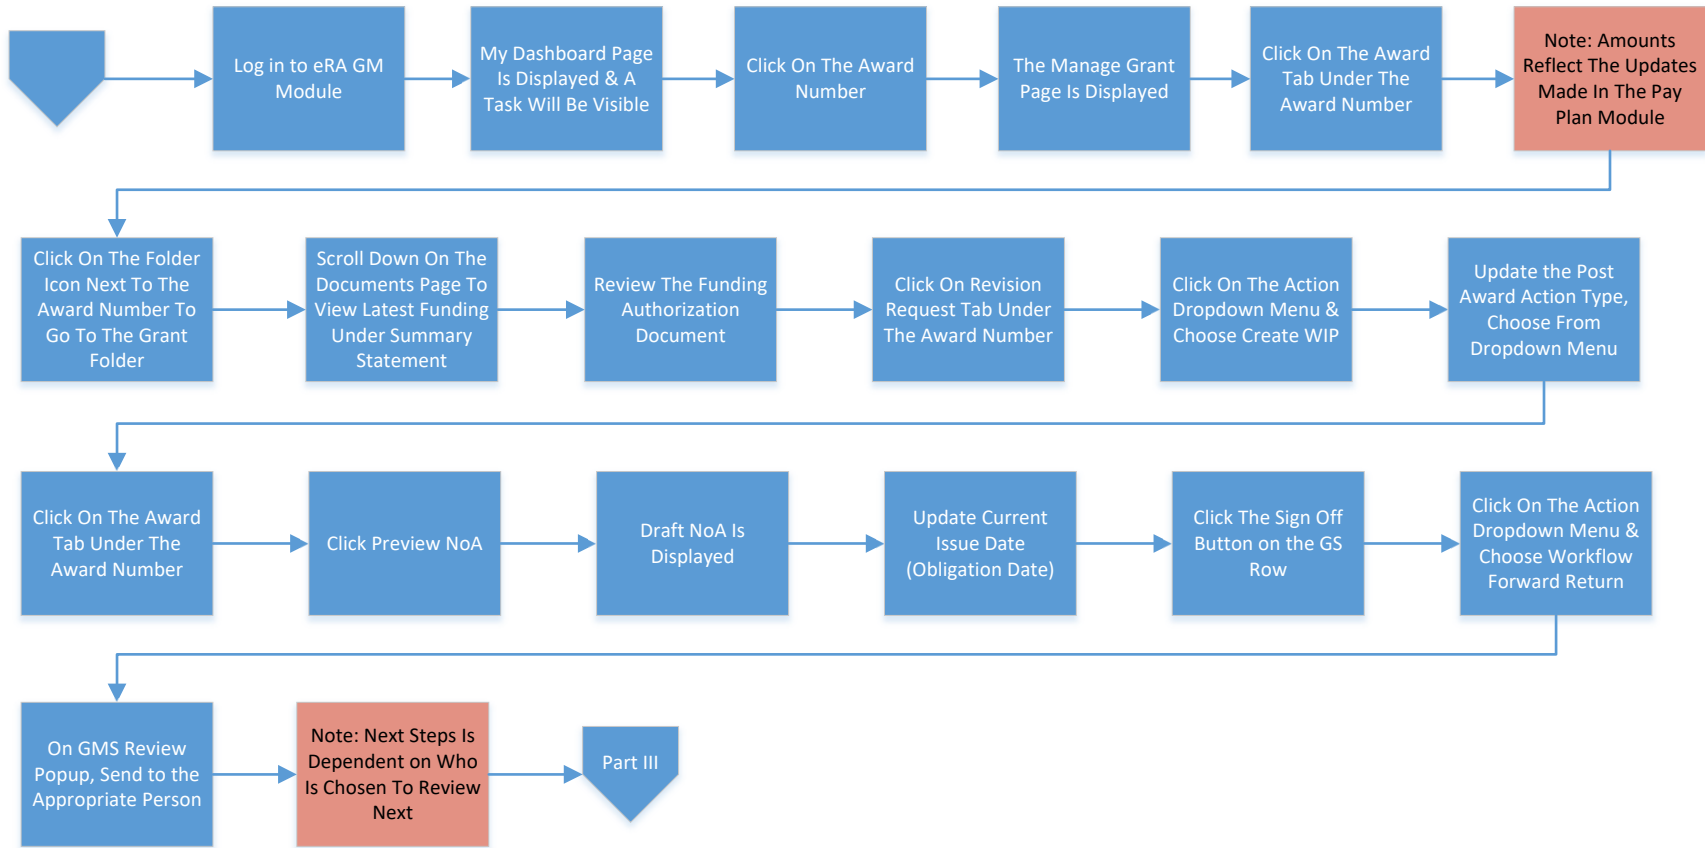 Log in to eRA GM
Module
My Dashboard Page
Is Displayed & A
Task Will Be Visible
Click On The Award
Number
The Manage Grant
Page Is Displayed
Click On The Award
Tab Under The
Award Number
Note: Amounts
Reflect The Updates
Made In The Pay
Plan Module
Click On The Folder
Icon Next To The
Award Number To
Go To The Grant
Folder
Scroll Down On The
Documents Page To
View Latest Funding
Under Summary
Statement
Review The Funding
Authorization
Document
Click On Revision
Request Tab Under
The Award Number
Click On The Action
Dropdown Menu &
Choose Create WIP
Update the Post
Award Action Type,
Choose From
Dropdown Menu
Click On The Award
Tab Under The
Award Number
Click Preview NoA
Draft NoA Is
Displayed
Update Current
Issue Date
(Obligation Date)
Click The Sign Off
Button on the GS
Row
Click On The Action
Dropdown Menu &
Choose Workflow
Forward Return
On GMS Review
Popup, Send to the
Appropriate Person
Note: Next Steps Is
Dependent on Who
Is Chosen To Review
Next
Part III